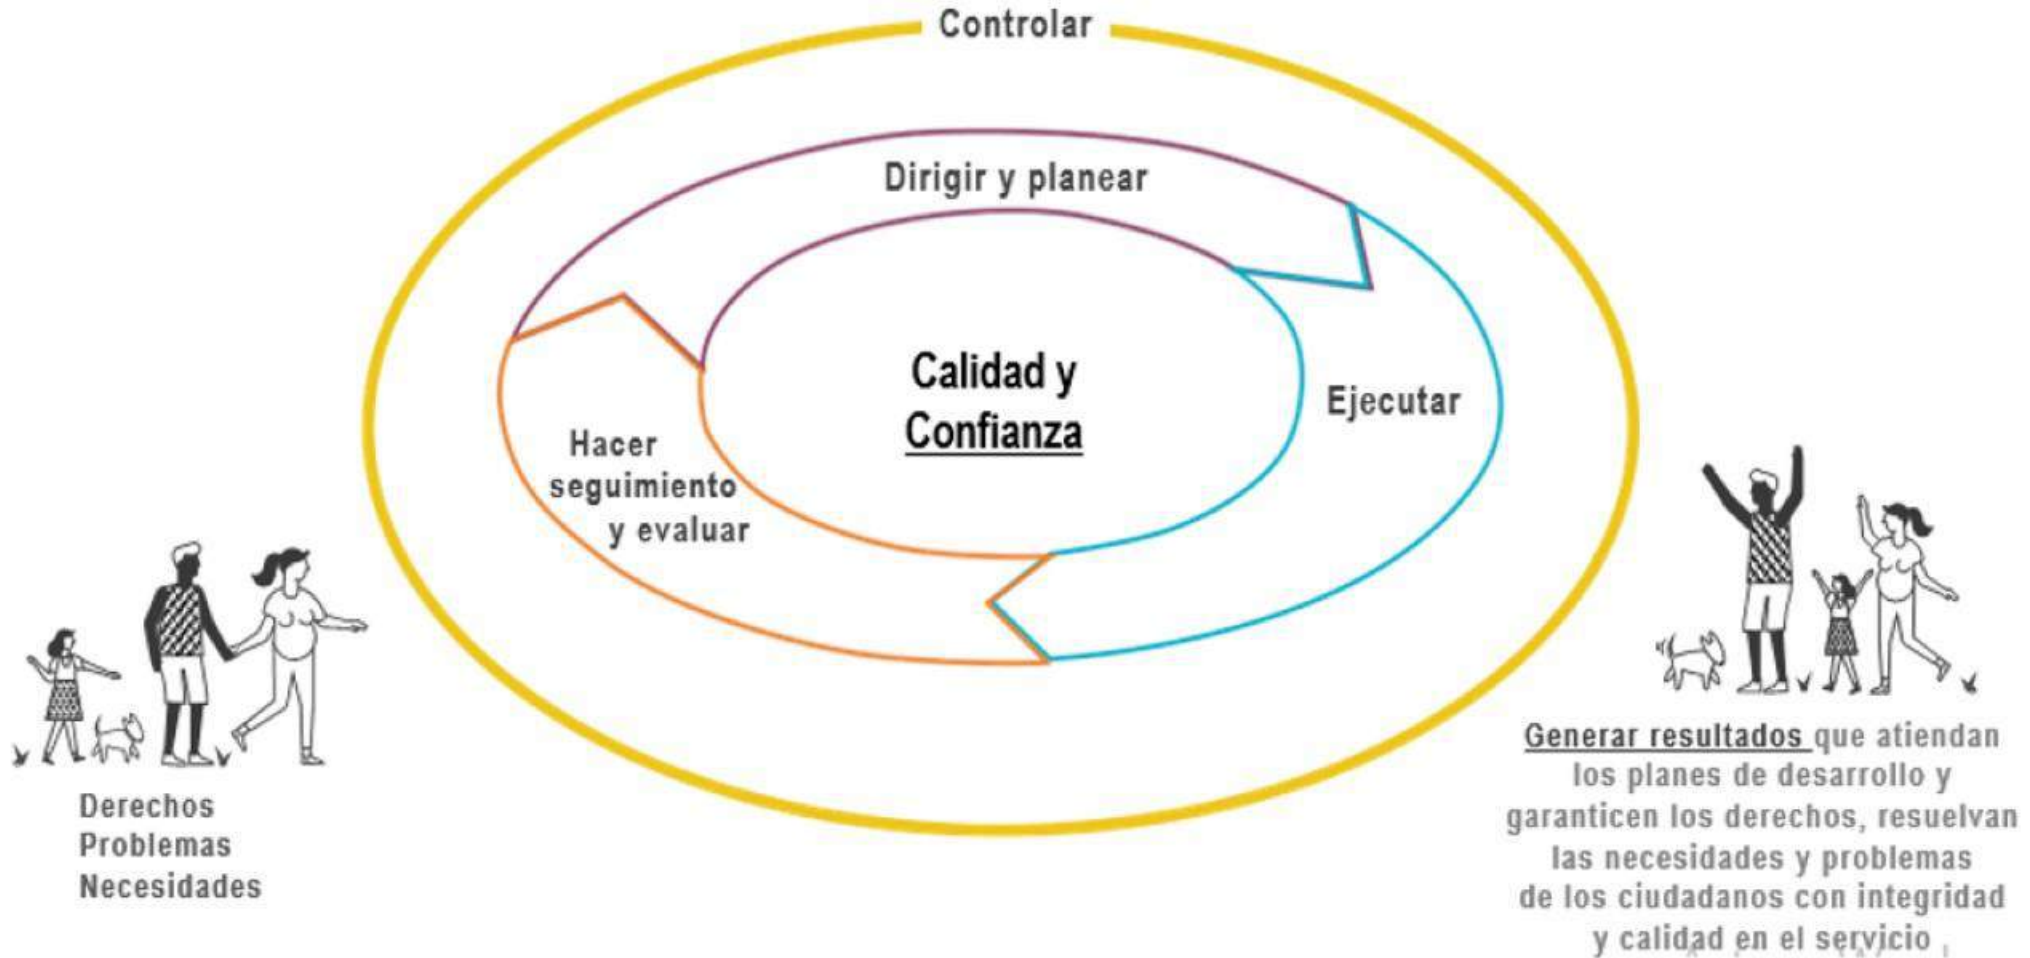 Controlar
Dirigir y planear
Calidad y
Confianza
Ejecutar
Hacer
seguimiento
y evaluar
Derechos
Problemas
Necesidades
Generar resultados que atiendan
los planes de desarrollo y
garanticen los derechos, resuelvan
las necesidades y problemas
de los ciudadanos con integridad
y calidad en el servicio